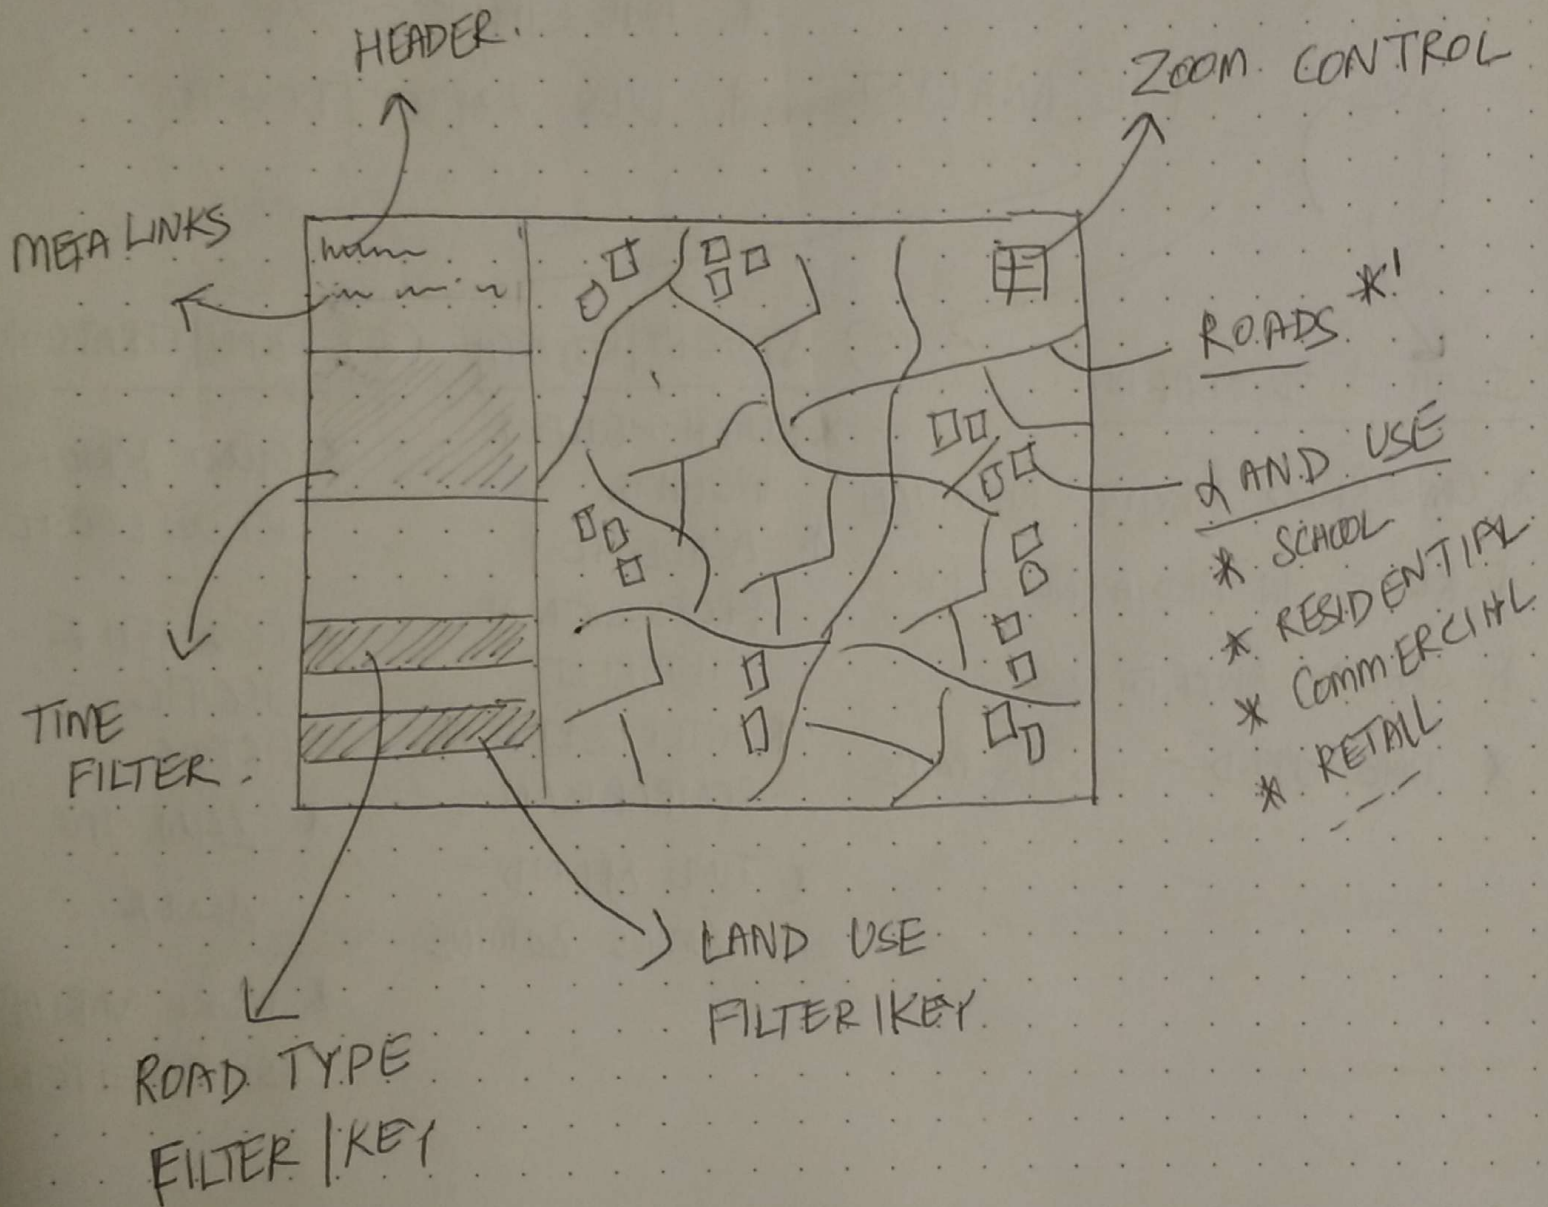 HEADER.
ZOOM CONTROL
META LINKS
ROADS *'
LAND USE
* SCHOOL
* RESIDENTIAL
* COMMERCIAL
* RETAIL
TIME
FILTER
LAND USE
FILTER | KEY
ROAD TYPE
FILTER | KEY